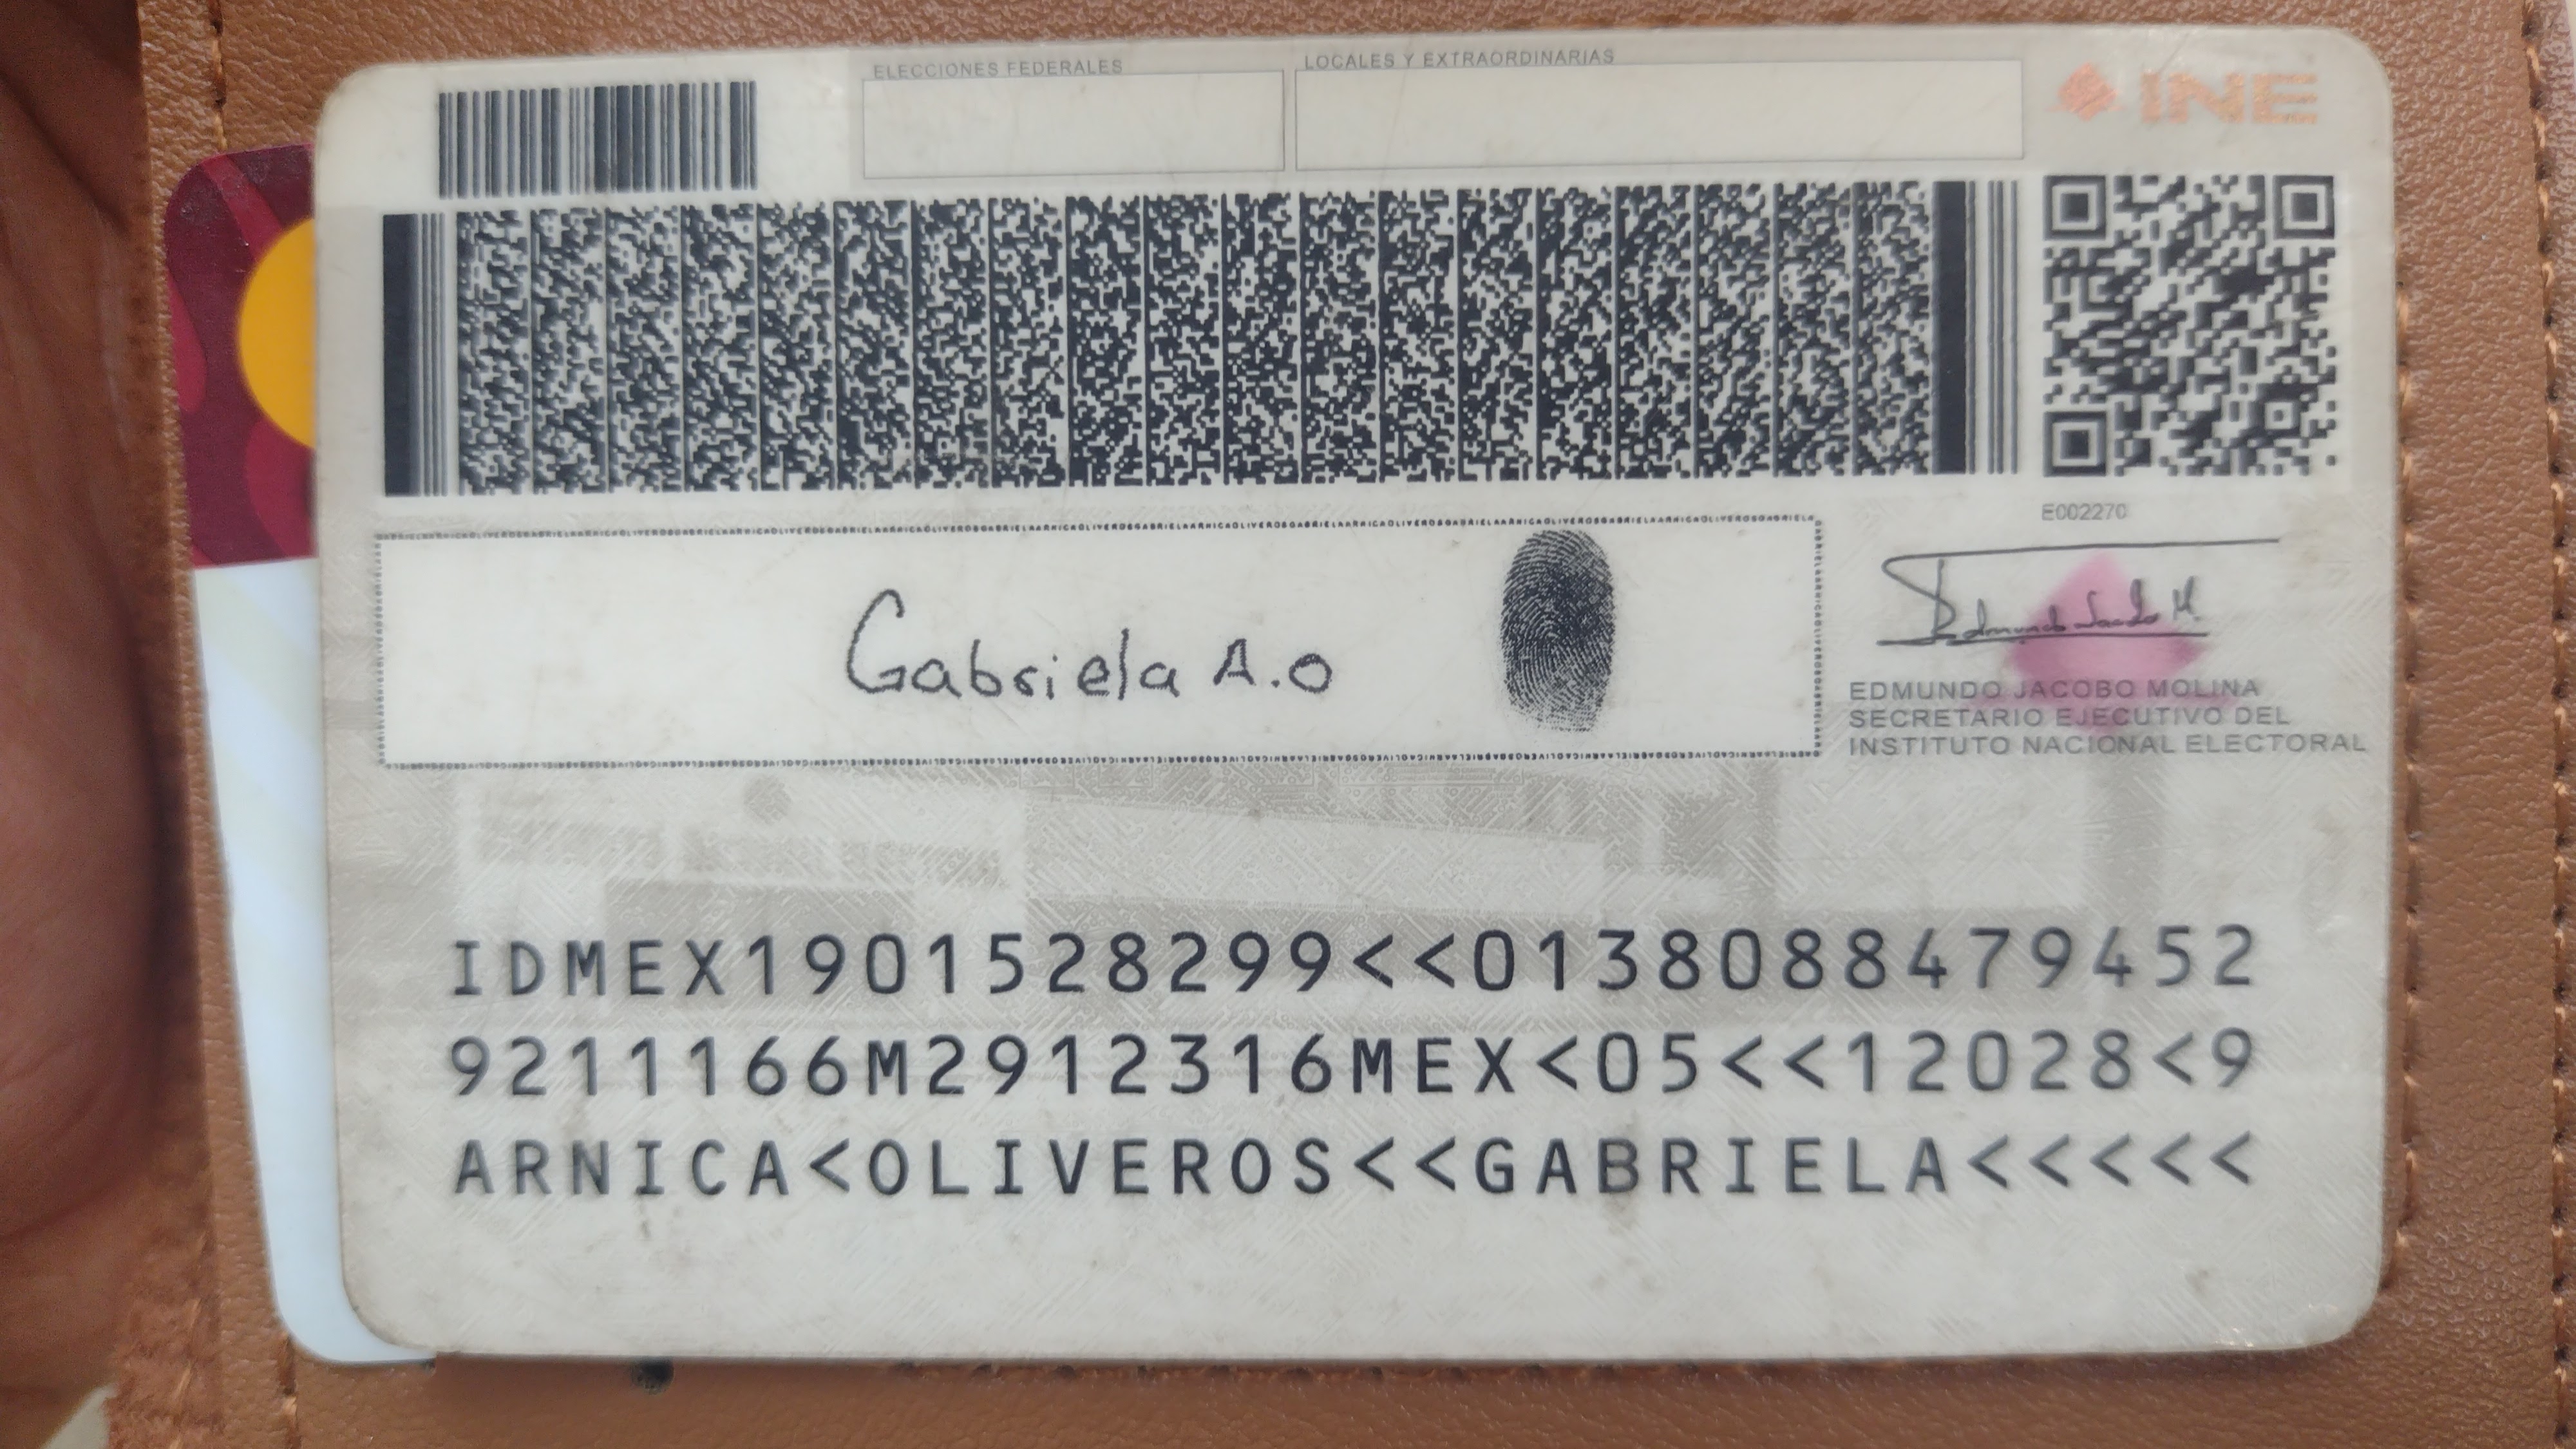 ELECCIONES FEDERALES
LOCALES Y EXTRAORDINARIAS
INE
E002270
Gabriela A.O
Edmundo Jacobo M.
EDMUNDO JACOBO MOLINA
SECRETARIO EJECUTIVO DEL
INSTITUTO NACIONAL ELECTORAL
IDMEX1901528299<<0138088479452
9211166M2912316MEX<05<<12028<9
ARNICA<OLIVEROS<<GABRIELA<<<<<